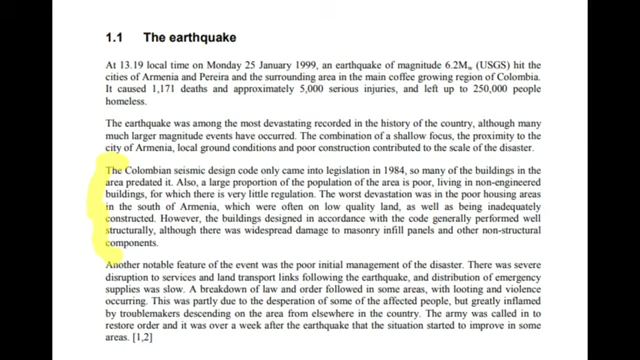 1.1 The earthquake
At 13.19 local time on Monday 25 January 1999, an earthquake of magnitude 6.2Mw (USGS) hit the
cities of Armenia and Pereira and the surrounding area in the main coffee growing region of Colombia.
It caused 1,171 deaths and approximately 5,000 serious injuries, and left up to 250,000 people
homeless.
The earthquake was among the most devastating recorded in the history of the country, although many
much larger magnitude events have occurred. The combination of a shallow focus, the proximity to the
city of Armenia, local ground conditions and poor construction contributed to the scale of the disaster.
The Colombian seismic design code only came into legislation in 1984, so many of the buildings in the
area predated it. Also, a large proportion of the population of the area is poor, living in non-engineered
buildings, for which there is very little regulation. The worst devastation was in the poor housing areas
in the south of Armenia, which were often on low quality land, as well as being inadequately
constructed. However, the buildings designed in accordance with the code generally performed well
structurally, although there was widespread damage to masonry infill panels and other non-structural
components.
Another notable feature of the event was the poor initial management of the disaster. There was severe
disruption to services and land transport links following the earthquake, and distribution of emergency
supplies was slow. A breakdown of law and order followed in some areas, with looting and violence
occurring. This was partly due to the desperation of some of the affected people, but greatly inflamed
by troublemakers descending on the area from elsewhere in the country. The army was called in to
restore order and it was over a week after the earthquake that the situation started to improve in some
areas. [1,2]